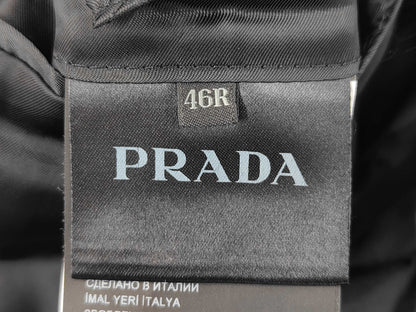 46R
PRADA
СДЕЛАНО В ИТАЛИИ
İMAL YERİ İTALYA